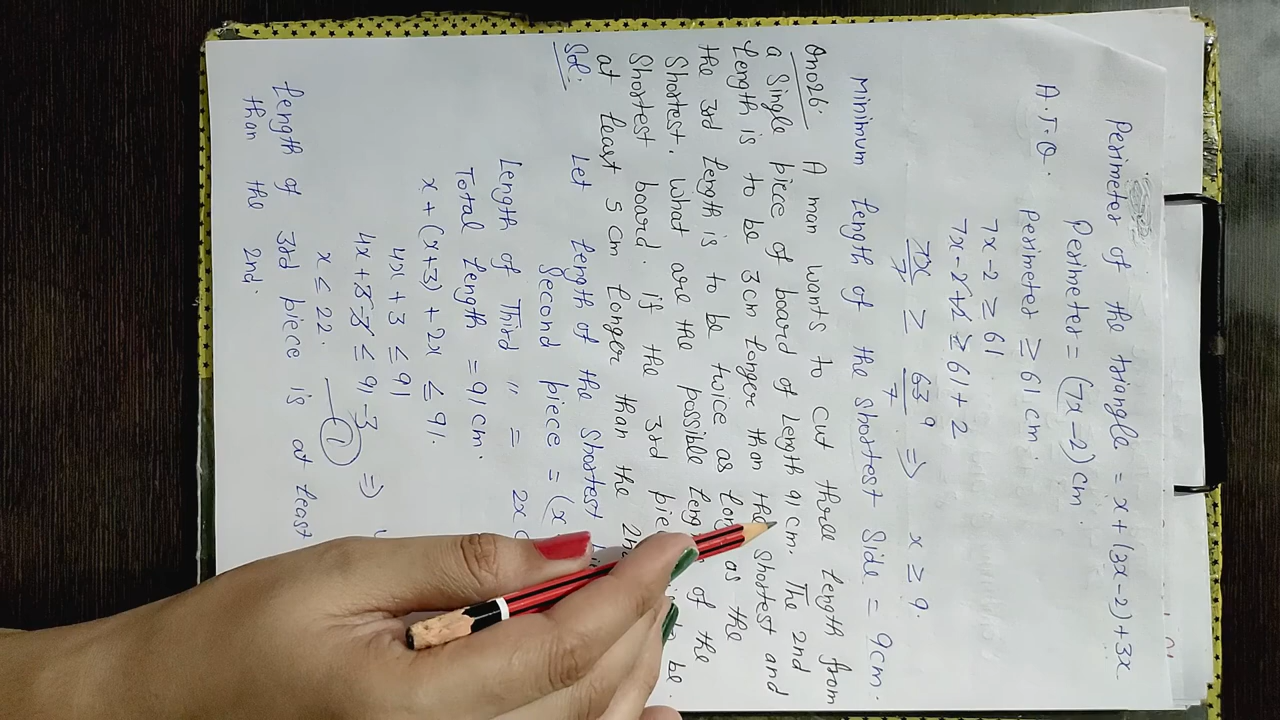 Perimeter of the triangle = x + (3x-2)+3x
Perimeter = (7x-2) cm.
A.T.Q. Perimeter ≥ 61 cm.
7x-2 ≥ 61
7x-2+2 ≥ 61+2
7x/7 ≥ 63/7 9 ⇒ x ≥ 9.
Minimum length of the shortest side = 9cm.
Qno26. A man wants to cut three length from
a single piece of board of length 91 cm. The 2nd
length is to be 3 cm longer than the shortest and
the 3rd length is to be twice as as the
shortest. What are the possible of the
shortest board. if the 3rd be.
at least 5 cm longer than the
Sol: Let length of the shortest
second piece = (x
Length of Third " = 2x
Total length = 91 cm.
x + (x+3) + 2x ≤ 91.
4x + 3 ≤ 91
4x+3-3 ≤ 91-3 ⇒
x ≤ 22. ①
Length of 3rd piece is at least
than the 2nd.